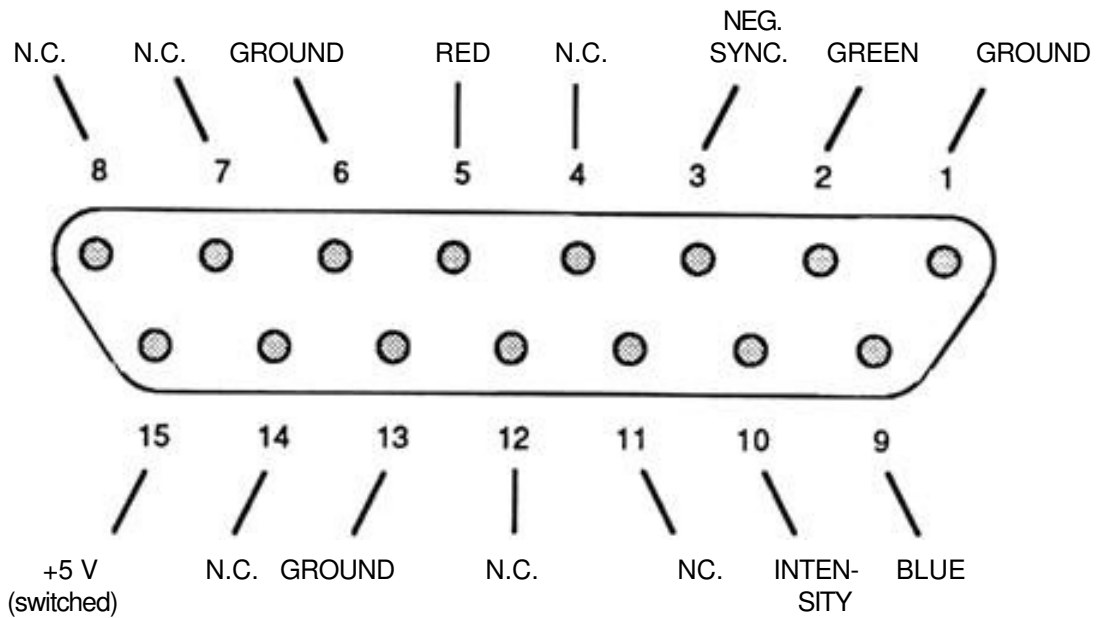 NEG.
N.C. N.C. GROUND RED N.C. SYNC. GREEN GROUND
8 7 6 5 4 3 2 1
15 14 13 12 11 10 9
+5 V N.C. GROUND N.C. NC. INTEN- BLUE
(switched) SITY